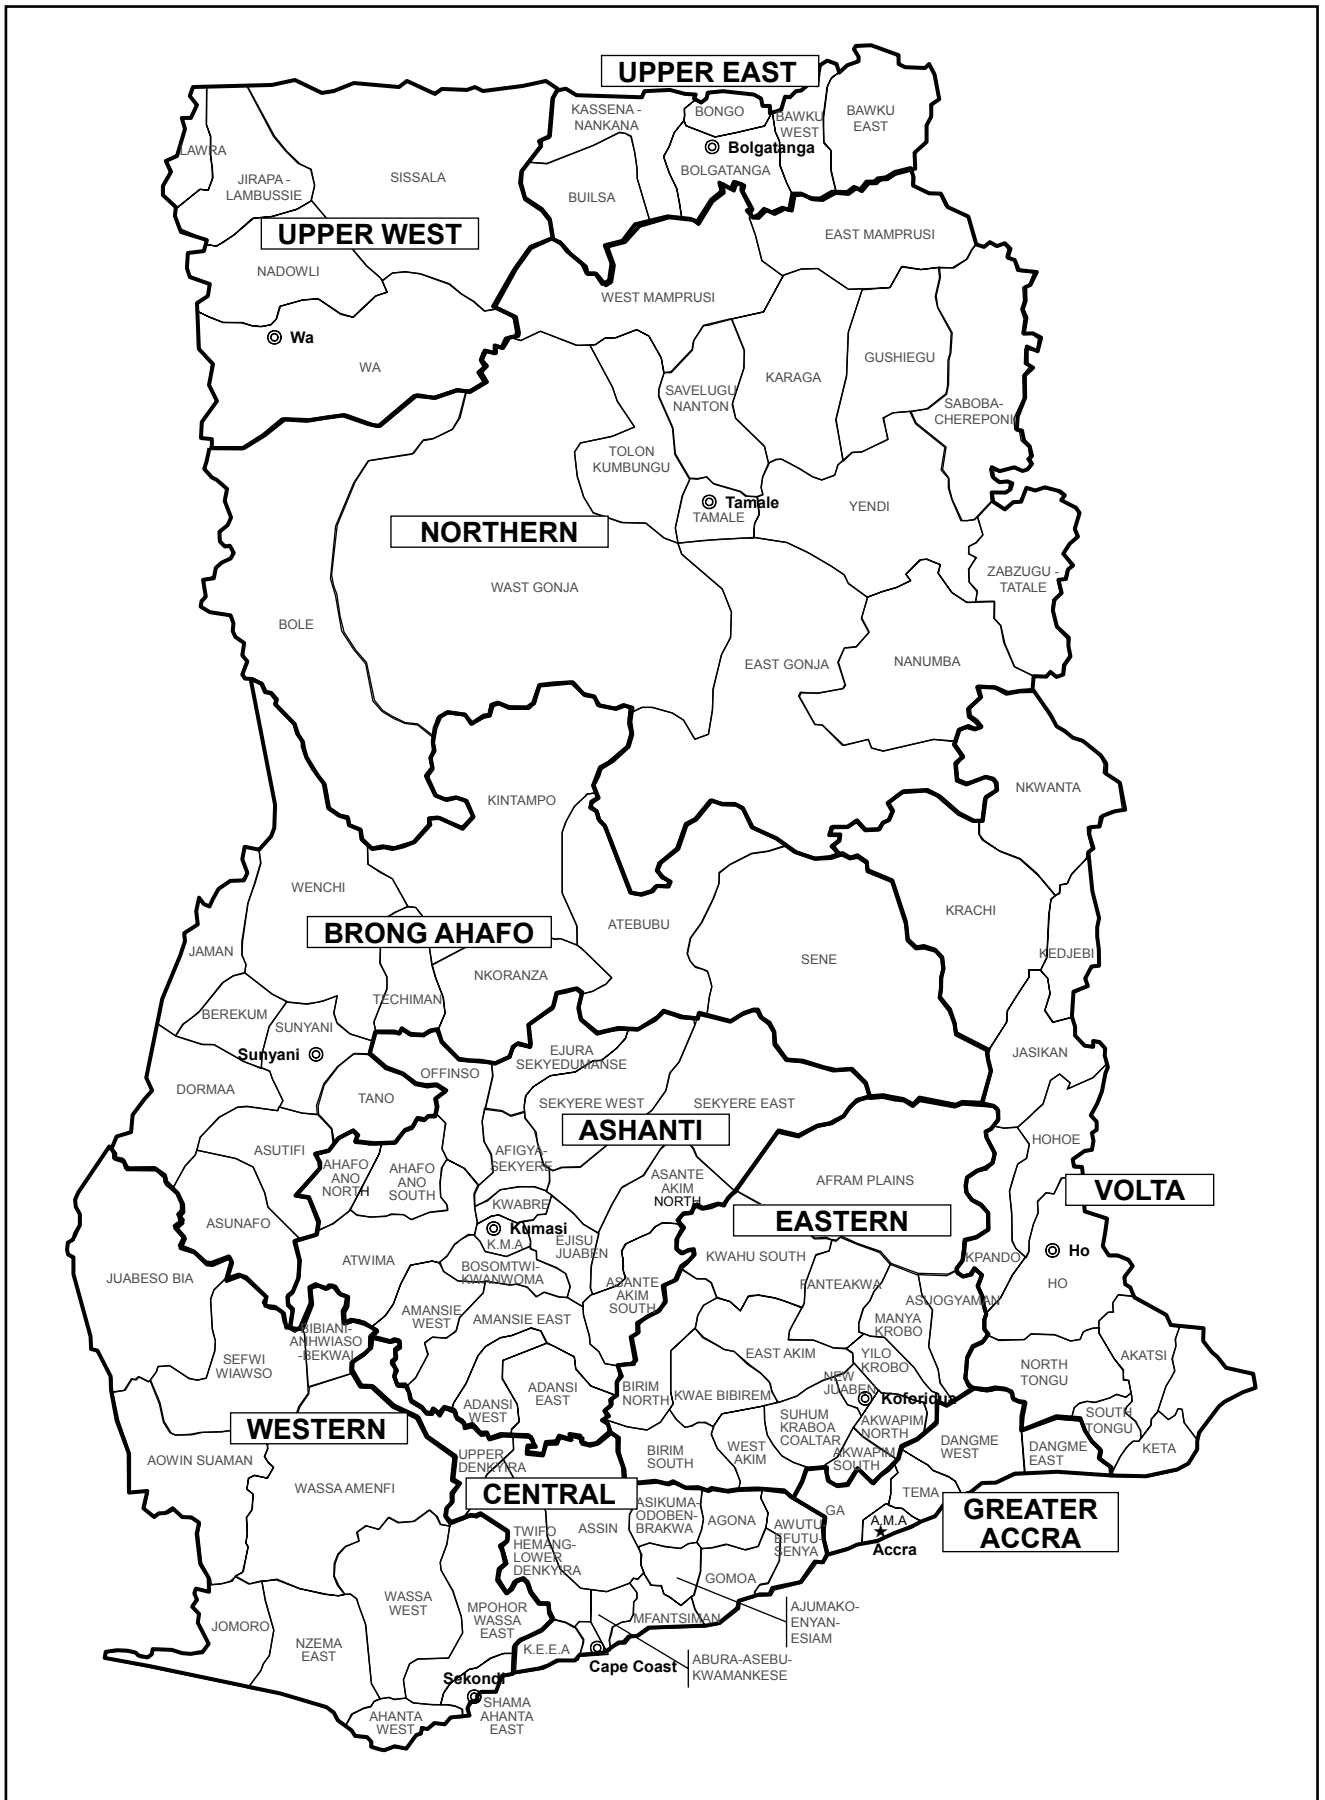 UPPER EAST
KASSENA -
NANKANA
BONGO
BAWKU
WEST
BAWKU
EAST
Bolgatanga
BOLGATANGA
BUILSA
LAWRA
JIRAPA -
LAMBUSSIE
SISSALA
UPPER WEST
NADOWLI
Wa
WA
EAST MAMPRUSI
WEST MAMPRUSI
GUSHIEGU
KARAGA
SAVELUGU
NANTON
SABOBA-
CHEREPONI
TOLON
KUMBUNGU
Tamale
TAMALE
YENDI
NORTHERN
ZABZUGU -
TATALE
WAST GONJA
BOLE
EAST GONJA
NANUMBA
NKWANTA
KINTAMPO
WENCHI
KRACHI
ATEBUBU
BRONG AHAFO
JAMAN
KEDJEBI
SENE
NKORANZA
TECHIMAN
BEREKUM
SUNYANI
Sunyani
JASIKAN
EJURA
SEKYEDUMANSE
OFFINSO
DORMAA
TANO
SEKYERE WEST
SEKYERE EAST
ASHANTI
HOHOE
ASUTIFI
AFIGYA-
SEKYERE
AHAFO
ANO
NORTH
AHAFO
ANO
SOUTH
ASANTE
AKIM
NORTH
AFRAM PLAINS
VOLTA
KWABRE
EASTERN
ASUNAFO
Kumasi
K.M.A
EJISU
JUABEN
Ho
HO
KPANDO
KWAHU SOUTH
ATWIMA
BOSOMTWI-
KWANWOMA
JUABESO BIA
ASANTE
AKIM
SOUTH
FANTEAKWA
ASUOGYAMAN
AMANSIE
WEST
AMANSIE EAST
MANYA
KROBO
BIBIANI-
ANHWIASO
-BEKWAI
SEFWI
WIAWSO
EAST AKIM
YILO
KROBO
AKATSI
NORTH
TONGU
NEW
JUABEN
Koforidua
ADANSI
EAST
ADANSI
WEST
BIRIM
NORTH
KWAE BIBIREM
SUHUM
KRABOA
COALTAR
AKWAPIM
NORTH
SOUTH
TONGU
WESTERN
DANGME
WEST
DANGME
EAST
KETA
AOWIN SUAMAN
UPPER
DENKYIRA
BIRIM
SOUTH
WEST
AKIM
AKWAPIM
SOUTH
WASSA AMENFI
CENTRAL
TEMA
GREATER
ACCRA
ASIKUMA-
ODOBEN-
BRAKWA
AGONA
GA
A.M.A
Accra
AWUTU-
EFUTU-
SENYA
ASSIN
TWIFO
HEMANG-
LOWER
DENKYIRA
GOMOA
WASSA
WEST
MPOHOR
WASSA
EAST
MFANTSIMAN
AJUMAKO-
ENYAN-
ESIAM
JOMORO
NZEMA
EAST
K.E.E.A
Cape Coast
ABURA-ASEBU-
KWAMANKESE
Sekondi
SHAMA
AHANTA
EAST
AHANTA
WEST